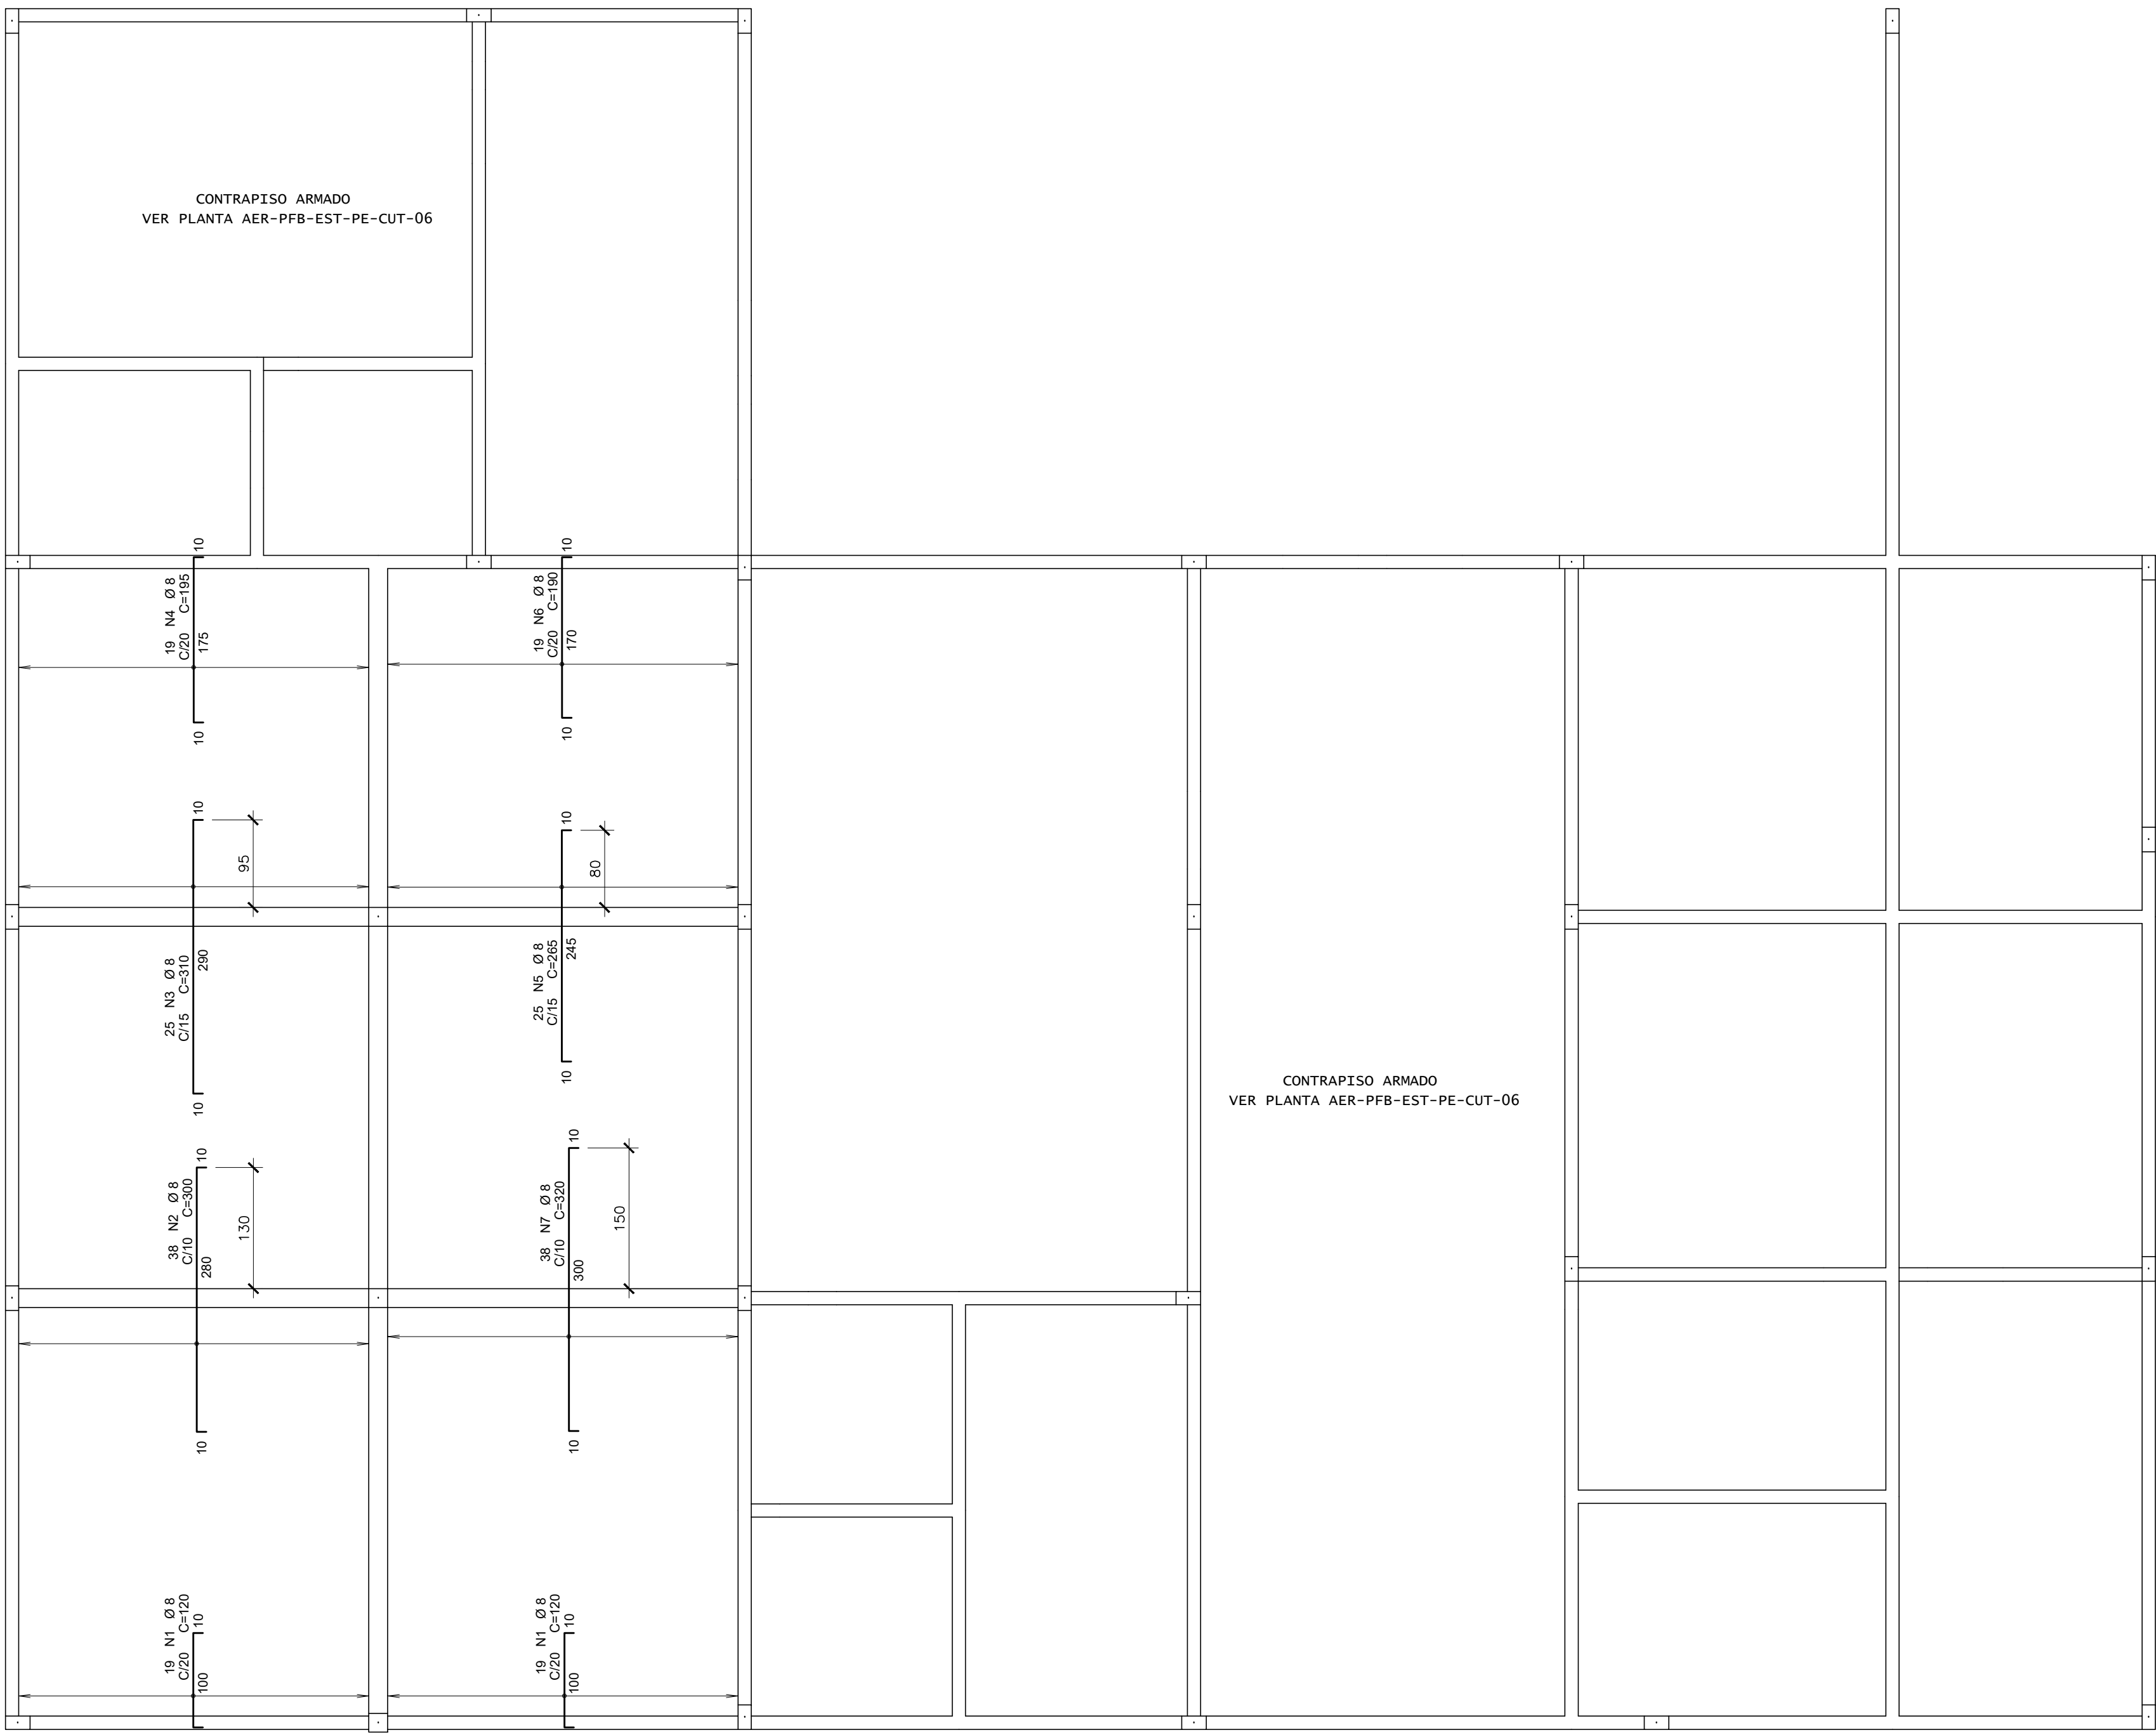 CONTRAPISO ARMADO
VER PLANTA AER-PFB-EST-PE-CUT-06
10
19 N4 Ø 8
C/20 C=195
175
10
10
19 N6 Ø 8
C/20 C=190
170
10
10
95
25 N3 Ø 8
C/15 C=310
290
10
10
80
25 N5 Ø 8
C/15 C=265
245
10
CONTRAPISO ARMADO
VER PLANTA AER-PFB-EST-PE-CUT-06
10
130
38 N2 Ø 8
C/10 C=300
280
10
10
150
38 N7 Ø 8
C/10 C=320
300
10
19 N1 Ø 8
C/20 C=120
10
100
19 N1 Ø 8
C/20 C=120
10
100